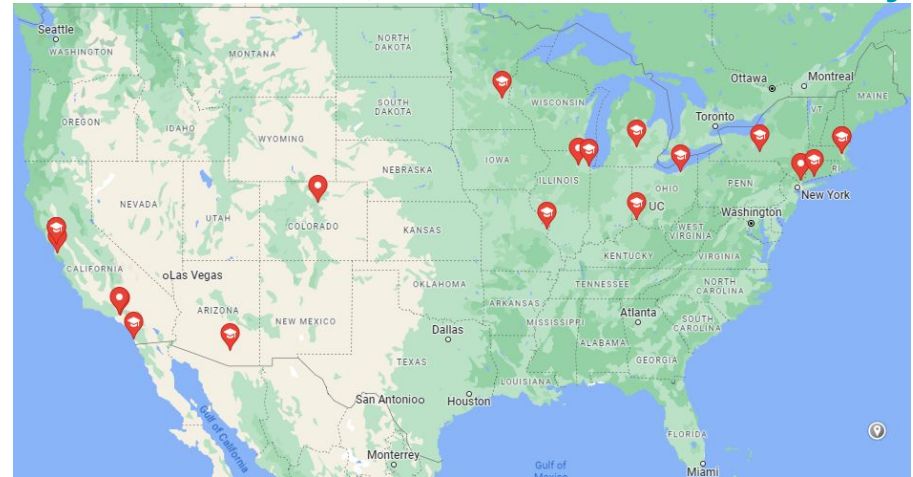 Seattle
WASHINGTON
MONTANA
NORTH
DAKOTA
Ottawa
Montreal
MAINE
VT
OREGON
IDAHO
SOUTH
DAKOTA
WISCONSIN
Toronto
WYOMING
IOWA
NEBRASKA
ILLINOIS
OHIO
PENN
RI
New York
NEVADA
UTAH
COLORADO
KANSAS
UC
WEST
VIRGINIA
Washington
KENTUCKY
VIRGINIA
CALIFORNIA
Las Vegas
OKLAHOMA
TENNESSEE
NORTH
CAROLINA
ARIZONA
NEW MEXICO
ARKANSAS
Atlanta
SOUTH
CAROLINA
Dallas
MISSISSIPPI
ALABAMA
GEORGIA
TEXAS
LOUISIANA
San Antonio
Houston
Gulf of
California
FLORIDA
Monterrey
Gulf of
Miami